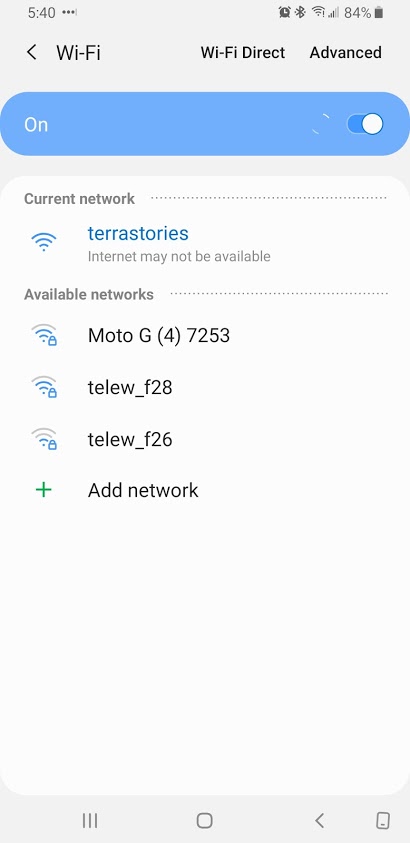 5:40
84%
Wi-Fi
Wi-Fi Direct
Advanced
On
Current network
terrastories
Internet may not be available
Available networks
Moto G (4) 7253
telew_f28
telew_f26
Add network